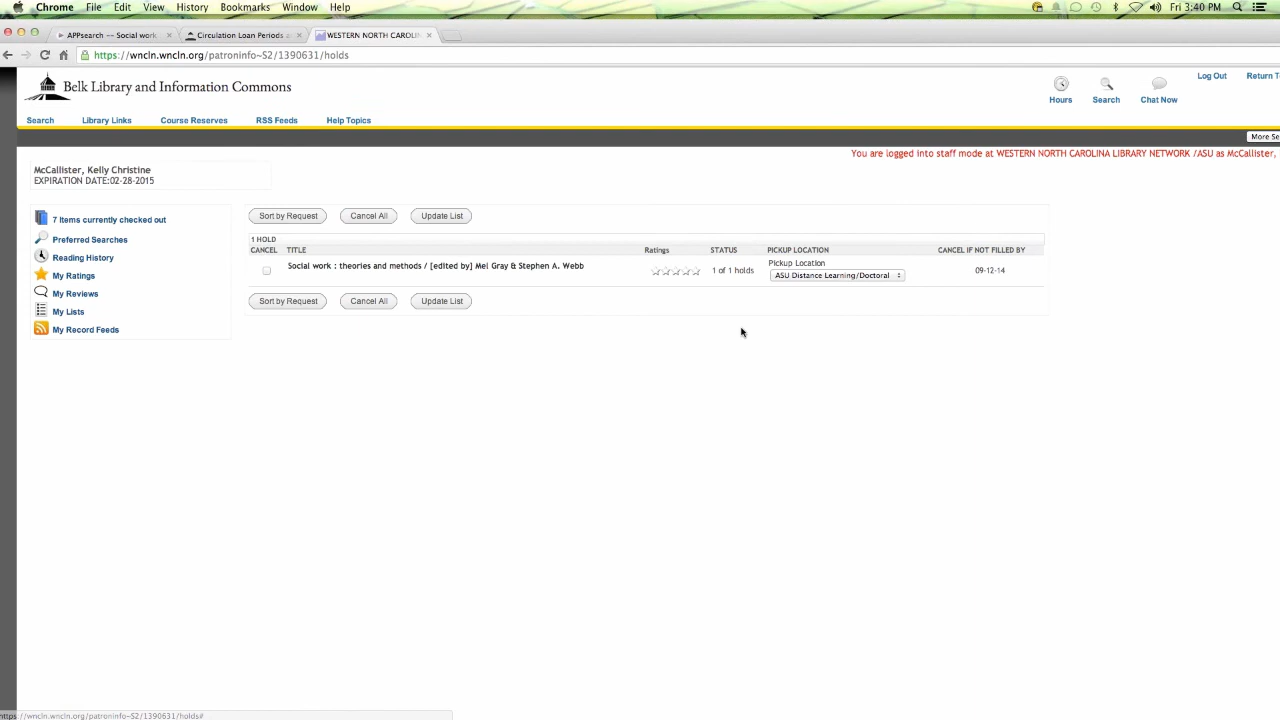 Chrome File Edit View History Bookmarks Window Help Fri 3:40 PM
APPsearch -- Social work Circulation Loan Periods WESTERN NORTH CAROLIN
https://wncln.wncln.org/patroninfo~S2/1390631/holds
Belk Library and Information Commons
Log Out Return T
Hours Search Chat Now
Search Library Links Course Reserves RSS Feeds Help Topics
More Se
You are logged into staff mode at WESTERN NORTH CAROLINA LIBRARY NETWORK /ASU as McCallister,
McCallister, Kelly Christine
EXPIRATION DATE:02-28-2015
7 Items currently checked out
Preferred Searches
Reading History
My Ratings
My Reviews
My Lists
My Record Feeds
Sort by Request Cancel All Update List
1 HOLD
CANCEL TITLE Ratings STATUS PICKUP LOCATION CANCEL IF NOT FILLED BY
Social work : theories and methods / [edited by] Mel Gray & Stephen A. Webb 1 of 1 holds Pickup Location 09-12-14
ASU Distance Learning/Doctoral
Sort by Request Cancel All Update List
https://wncln.wncln.org/patroninfo~S2/1390631/holds#